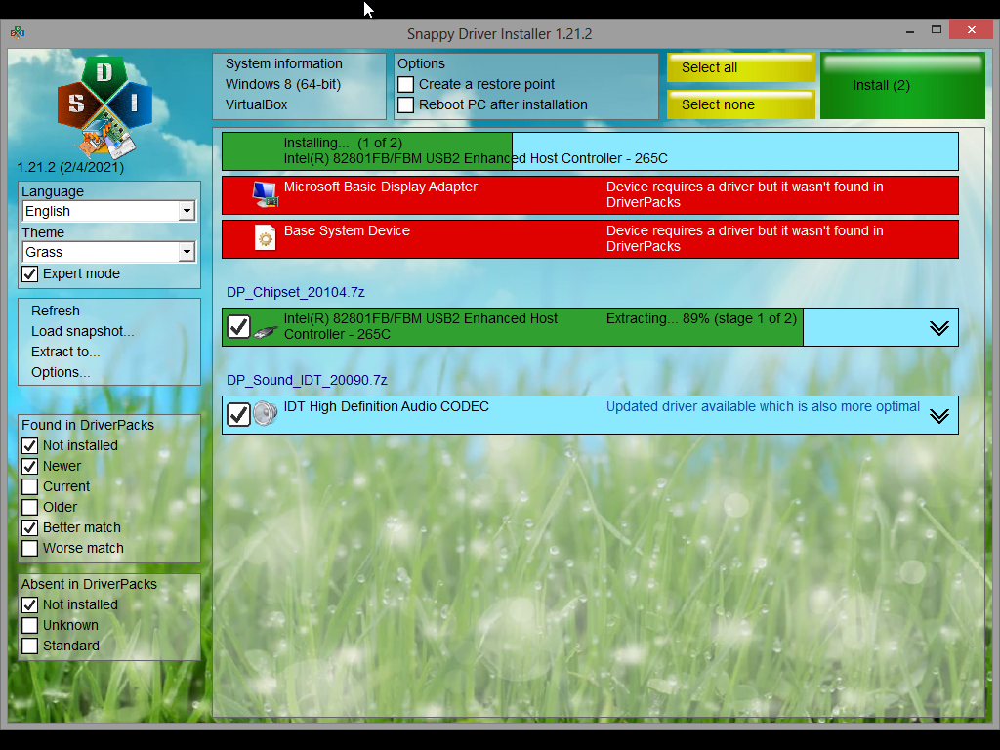 Snappy Driver Installer 1.21.2
S D I
1.21.2 (2/4/2021)
Language
English
Theme
Grass
Expert mode
Refresh
Load snapshot...
Extract to...
Options...
Found in DriverPacks
Not installed
Newer
Current
Older
Better match
Worse match
Absent in DriverPacks
Not installed
Unknown
Standard
System information
Windows 8 (64-bit)
VirtualBox
Options
Create a restore point
Reboot PC after installation
Select all
Select none
Install (2)
Installing... (1 of 2)
Intel(R) 82801FB/FBM USB2 Enhanced Host Controller - 265C
Microsoft Basic Display Adapter
Device requires a driver but it wasn't found in
DriverPacks
Base System Device
Device requires a driver but it wasn't found in
DriverPacks
DP_Chipset_20104.7z
Intel(R) 82801FB/FBM USB2 Enhanced
Host Controller - 265C
Extracting... 89% (stage 1 of 2)
DP_Sound_IDT_20090.7z
IDT High Definition Audio CODEC
Updated driver available which is also more optimal